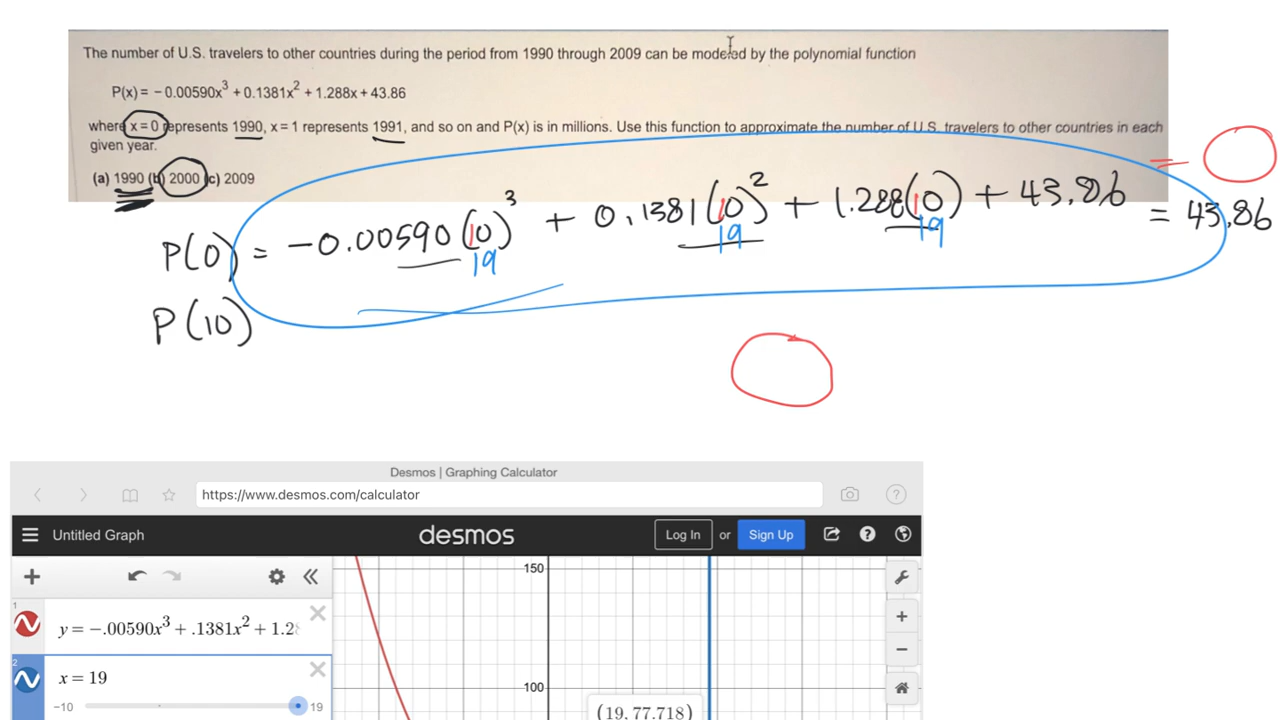 The number of U.S. travelers to other countries during the period from 1990 through 2009 can be modeled by the polynomial function
P(x) = − 0.00590x³ + 0.1381x² + 1.288x + 43.86
where x = 0 represents 1990, x = 1 represents 1991, and so on and P(x) is in millions. Use this function to approximate the number of U.S. travelers to other countries in each
given year.
(a) 1990 (b) 2000 (c) 2009
=
P(0) = −0.00590(10)³ + 0.1381(10)² + 1.288(10) + 43.86 = 43.86
19 19 19
P(10)
Desmos | Graphing Calculator
https://www.desmos.com/calculator
Untitled Graph
desmos
Log In or Sign Up
150
1
y = −.00590x³ + .1381x² + 1.28
2
x = 19
100
−10 19
(19, 77.718)